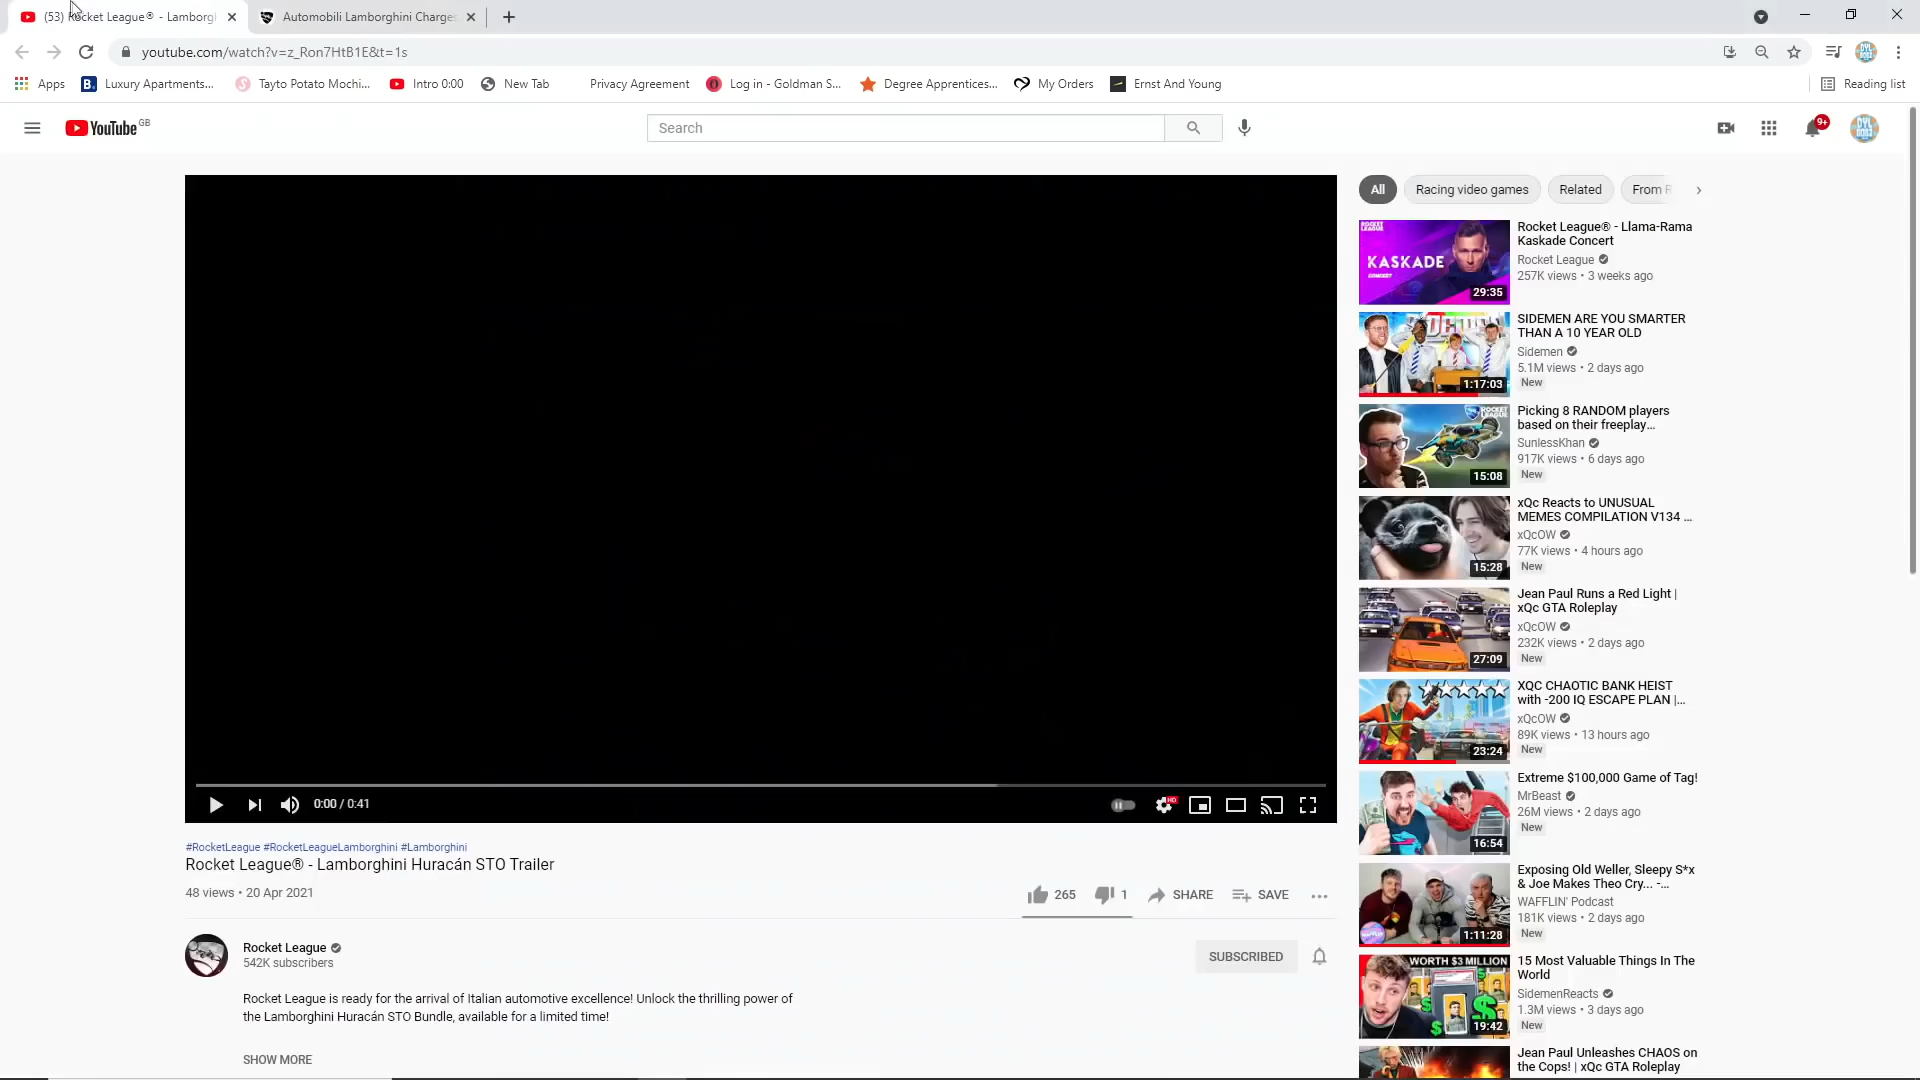 (53) Rocket League® - Lamborgh
Automobili Lamborghini Charges
youtube.com/watch?v=z_Ron7HtB1E&t=1s
Apps
B.
Luxury Apartments...
Tayto Potato Mochi...
Intro 0:00
New Tab
Privacy Agreement
Log in - Goldman S...
Degree Apprentices...
My Orders
Ernst And Young
Reading list
YouTube GB
Search
9+
All
Racing video games
Related
From R
ROCKET LEAGUE
KASKADE
CONCERT
29:35
Rocket League® - Llama-Rama
Kaskade Concert
Rocket League
257K views • 3 weeks ago
1:17:03
SIDEMEN ARE YOU SMARTER
THAN A 10 YEAR OLD
Sidemen
5.1M views • 2 days ago
New
ROCKET LEAGUE
15:08
Picking 8 RANDOM players
based on their freeplay...
SunlessKhan
917K views • 6 days ago
New
15:28
xQc Reacts to UNUSUAL
MEMES COMPILATION V134 ...
xQcOW
77K views • 4 hours ago
New
27:09
Jean Paul Runs a Red Light |
xQc GTA Roleplay
xQcOW
232K views • 2 days ago
New
23:24
XQC CHAOTIC BANK HEIST
with -200 IQ ESCAPE PLAN |...
xQcOW
89K views • 13 hours ago
New
16:54
Extreme $100,000 Game of Tag!
MrBeast
26M views • 2 days ago
New
0:00 / 0:41
HD
#RocketLeague #RocketLeagueLamborghini #Lamborghini
Rocket League® - Lamborghini Huracán STO Trailer
48 views • 20 Apr 2021
265
1
SHARE
SAVE
1:11:28
Exposing Old Weller, Sleepy S*x
& Joe Makes Theo Cry... -...
WAFFLIN' Podcast
181K views • 2 days ago
New
Rocket League
542K subscribers
SUBSCRIBED
Rocket League is ready for the arrival of Italian automotive excellence! Unlock the thrilling power of
the Lamborghini Huracán STO Bundle, available for a limited time!
SHOW MORE
WORTH $3 MILLION
19:42
15 Most Valuable Things In The
World
SidemenReacts
1.3M views • 3 days ago
New
Jean Paul Unleashes CHAOS on
the Cops! | xQc GTA Roleplay